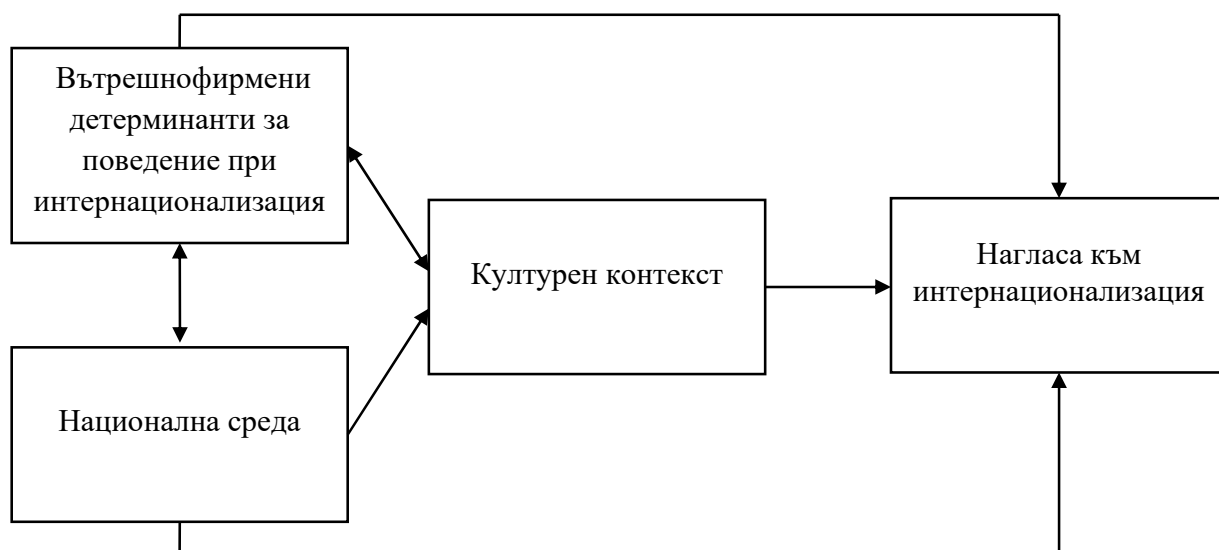 Вътрешнофирмени
детерминанти за
поведение при
интернационализация
Културен контекст
Нагласа към
интернационализация
Национална среда